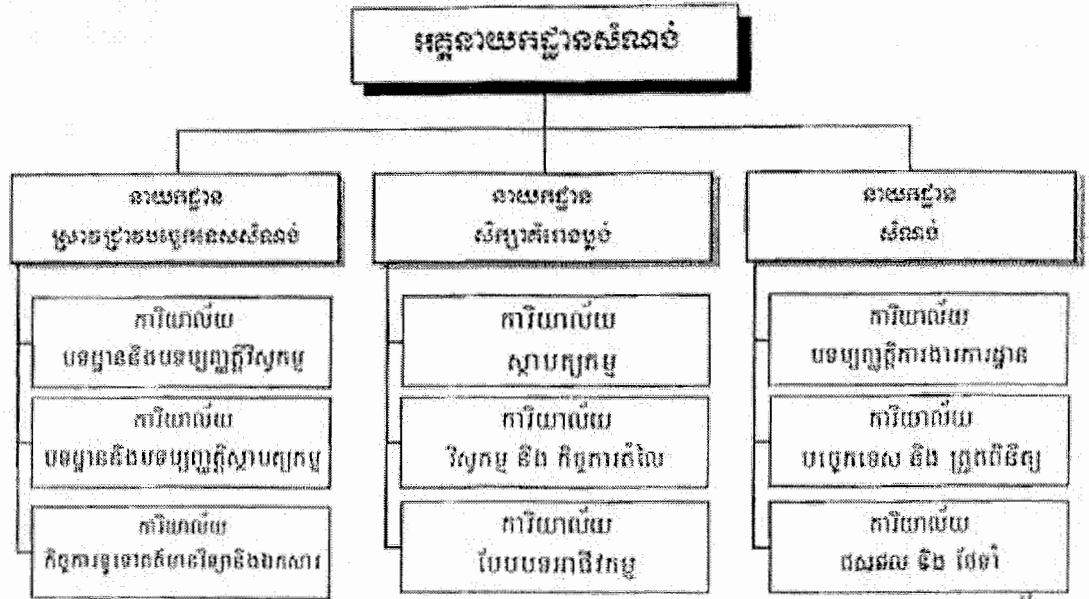 អគ្គនាយកដ្ឋានសំណង់
នាយកដ្ឋាន
ស្រាវជ្រាវបច្ចេកទេសសំណង់
ការិយាល័យ
បទដ្ឋាននិងបទប្បញ្ញត្តិវិស្វកម្ម
ការិយាល័យ
បទដ្ឋាននិងបទប្បញ្ញត្តិស្ថាបត្យកម្ម
ការិយាល័យ
កិច្ចការទូទៅពត៌មានវិទ្យានិងឯកសារ
នាយកដ្ឋាន
សិក្សាគំរោងប្លង់
ការិយាល័យ
ស្ថាបត្យកម្ម
ការិយាល័យ
វិស្វកម្ម និង កិច្ចការតំលៃ
ការិយាល័យ
បែបបទអាជីវកម្ម
នាយកដ្ឋាន
សំណង់
ការិយាល័យ
បទប្បញ្ញត្តិការងារការដ្ឋាន
ការិយាល័យ
បច្ចេកទេស និង ត្រួតពិនិត្យ
ការិយាល័យ
ជសុផល និង ថែទាំ